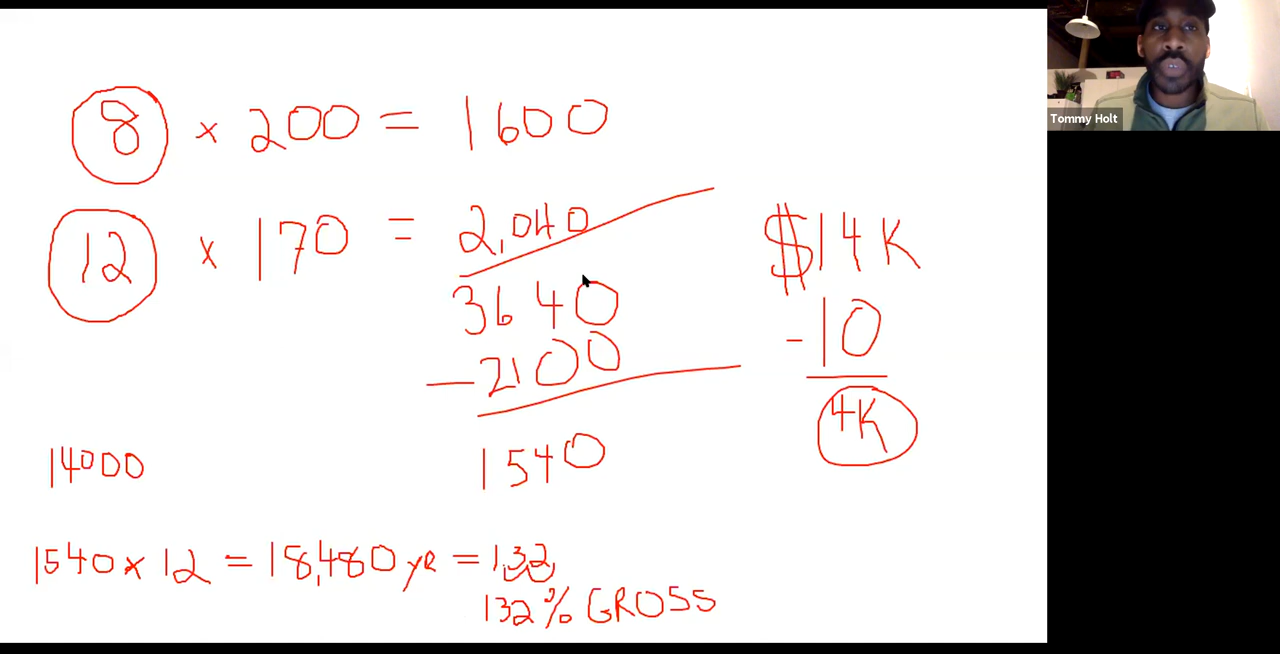 8 × 200 = 1600
12 × 170 = 2,040
3640
-2100
1540
$14K
-10
4K
14000
1540 × 12 = 18,480 yR = 1.32
132% GROSS
Tommy Holt